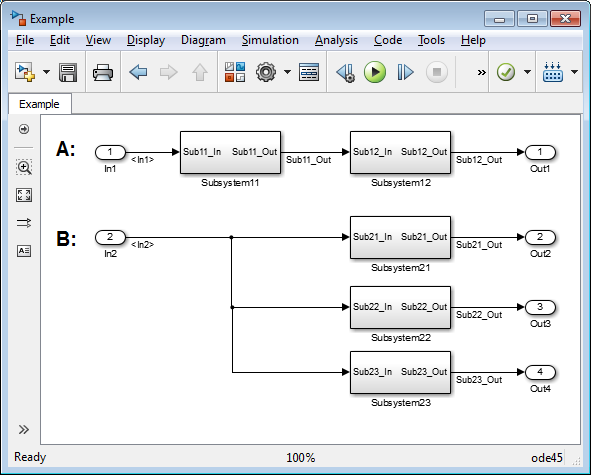 Example
File Edit View Display Diagram Simulation Analysis Code Tools Help
»
Example
A:
1
In1
<In1>
Sub11_In Sub11_Out
Subsystem11
Sub11_Out
Sub12_In Sub12_Out
Subsystem12
Sub12_Out
1
Out1
B:
2
In2
<In2>
Sub21_In Sub21_Out
Subsystem21
Sub21_Out
2
Out2
Sub22_In Sub22_Out
Subsystem22
Sub22_Out
3
Out3
Sub23_In Sub23_Out
Subsystem23
Sub23_Out
4
Out4
»
Ready 100% ode45